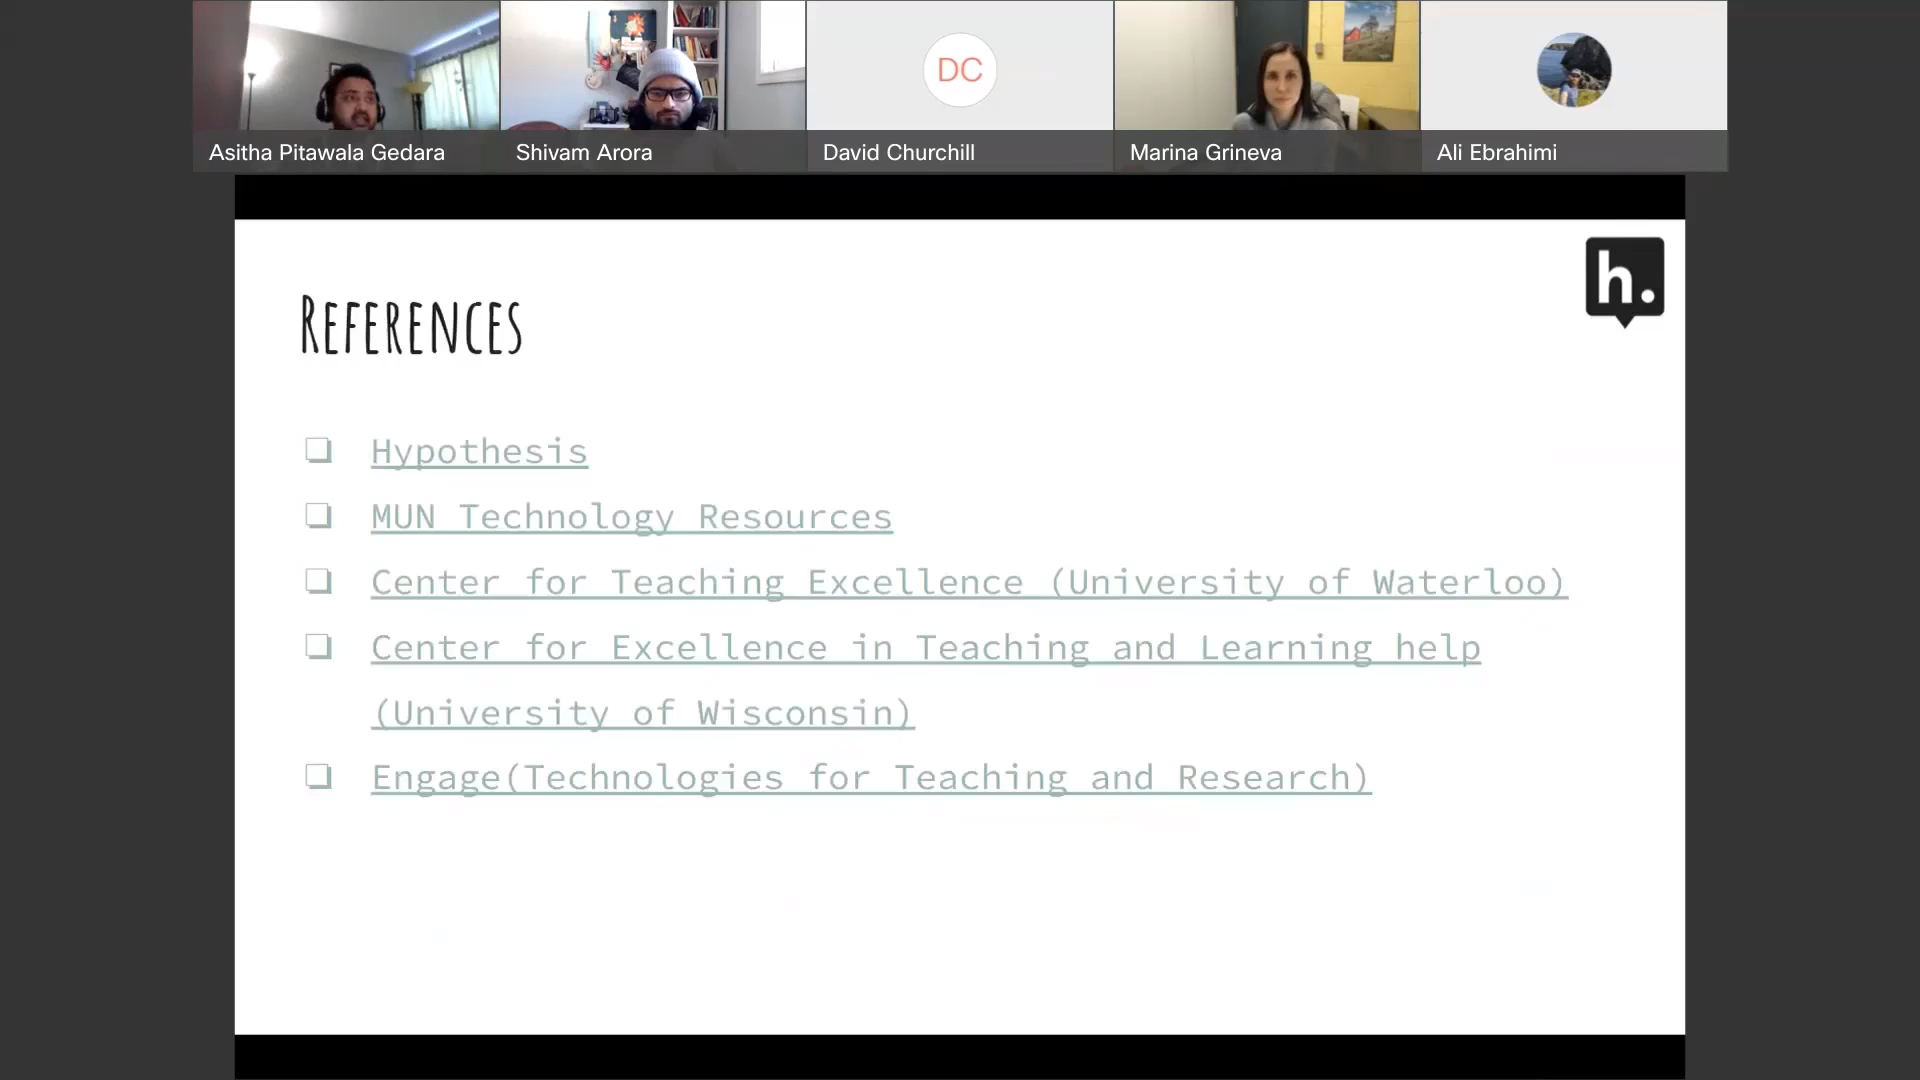 Asitha Pitawala Gedara
Shivam Arora
DC
David Churchill
Marina Grineva
Ali Ebrahimi
h.
References
Hypothesis
MUN Technology Resources
Center for Teaching Excellence (University of Waterloo)
Center for Excellence in Teaching and Learning help
(University of Wisconsin)
Engage(Technologies for Teaching and Research)